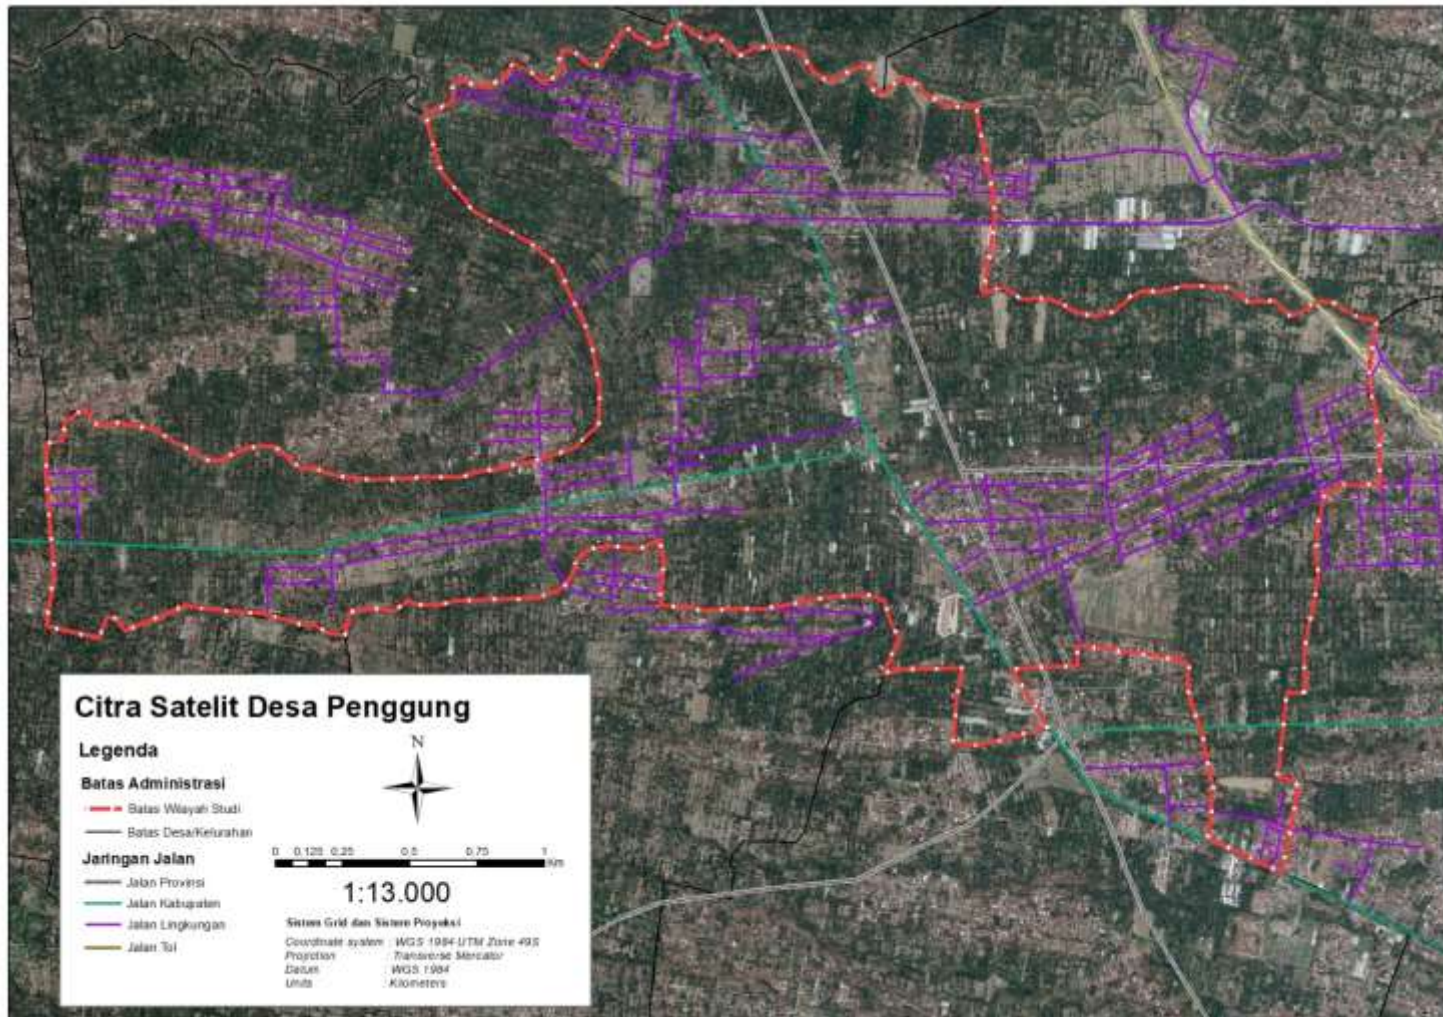 Citra Satelit Desa Penggung
Legenda
N
Batas Administrasi
Batas Wilayah Studi
Batas Desa/Kelurahan
Jaringan Jalan
Jalan Provinsi
Jalan Kabupaten
Jalan Lingkungan
Jalan Tol
0 0.125 0.25 0.5 0.75 1
Km
1:13.000
Sistem Grid dan Sistem Proyeksi
Coordinate system : WGS 1984 UTM Zone 49S
Projction : Transverse Mercator
Datum : WGS 1984
Units : Kilometers